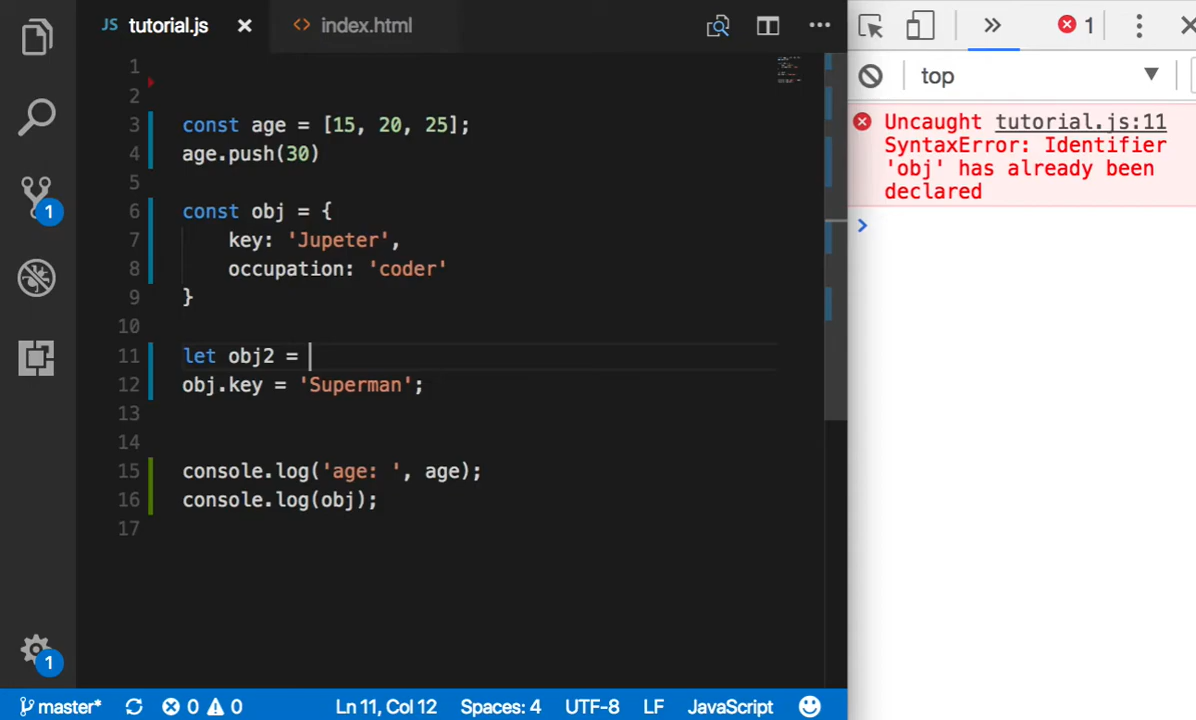 JS tutorial.js
<> index.html
1
2
3 const age = [15, 20, 25];
4 age.push(30)
5
6 const obj = {
7 key: 'Jupeter',
8 occupation: 'coder'
9 }
10
11 let obj2 =
12 obj.key = 'Superman';
13
14
15 console.log('age: ', age);
16 console.log(obj);
17
1
1
master* 0 0 Ln 11, Col 12 Spaces: 4 UTF-8 LF JavaScript
1
top
Uncaught tutorial.js:11
SyntaxError: Identifier
'obj' has already been
declared